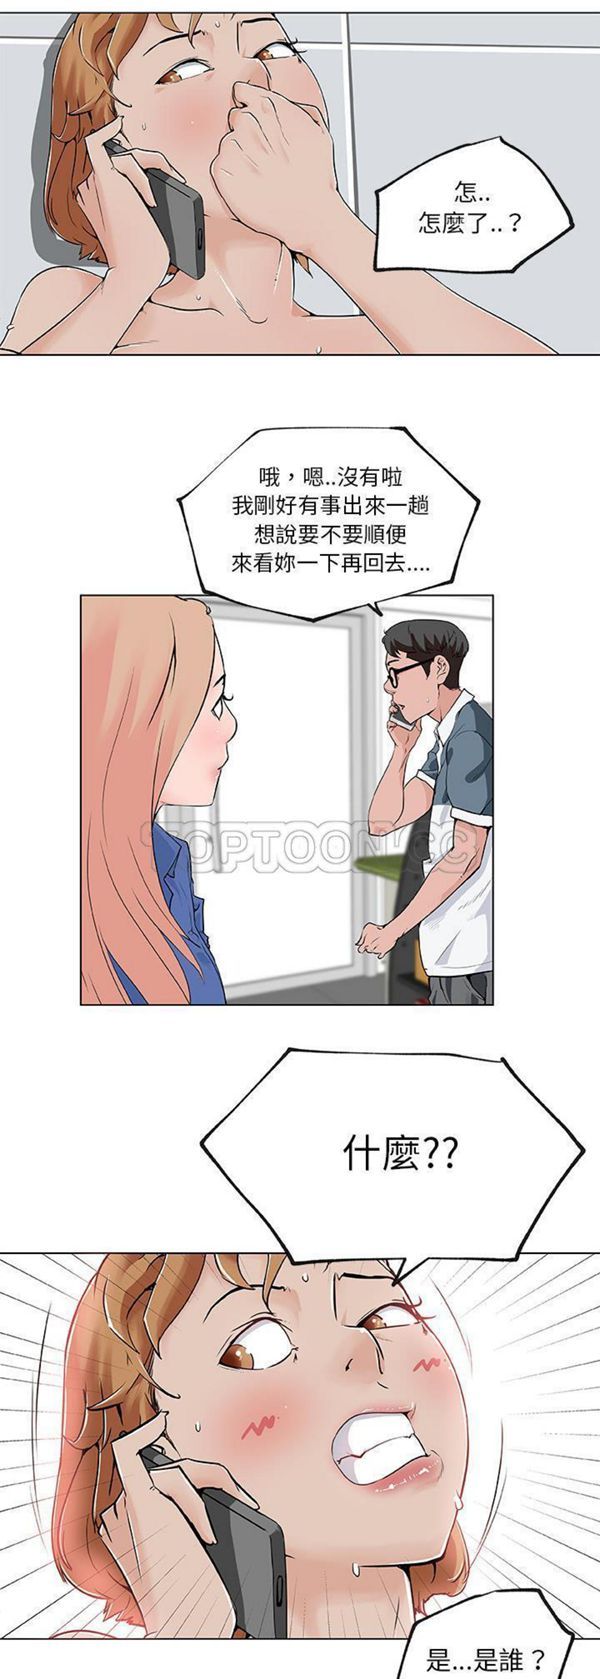 怎..
怎麼了..？
哦，嗯..沒有啦
我剛好有事出來一趟
想說要不要順便
來看妳一下再回去....
TOPTOON.CC
什麼??
是...是誰？